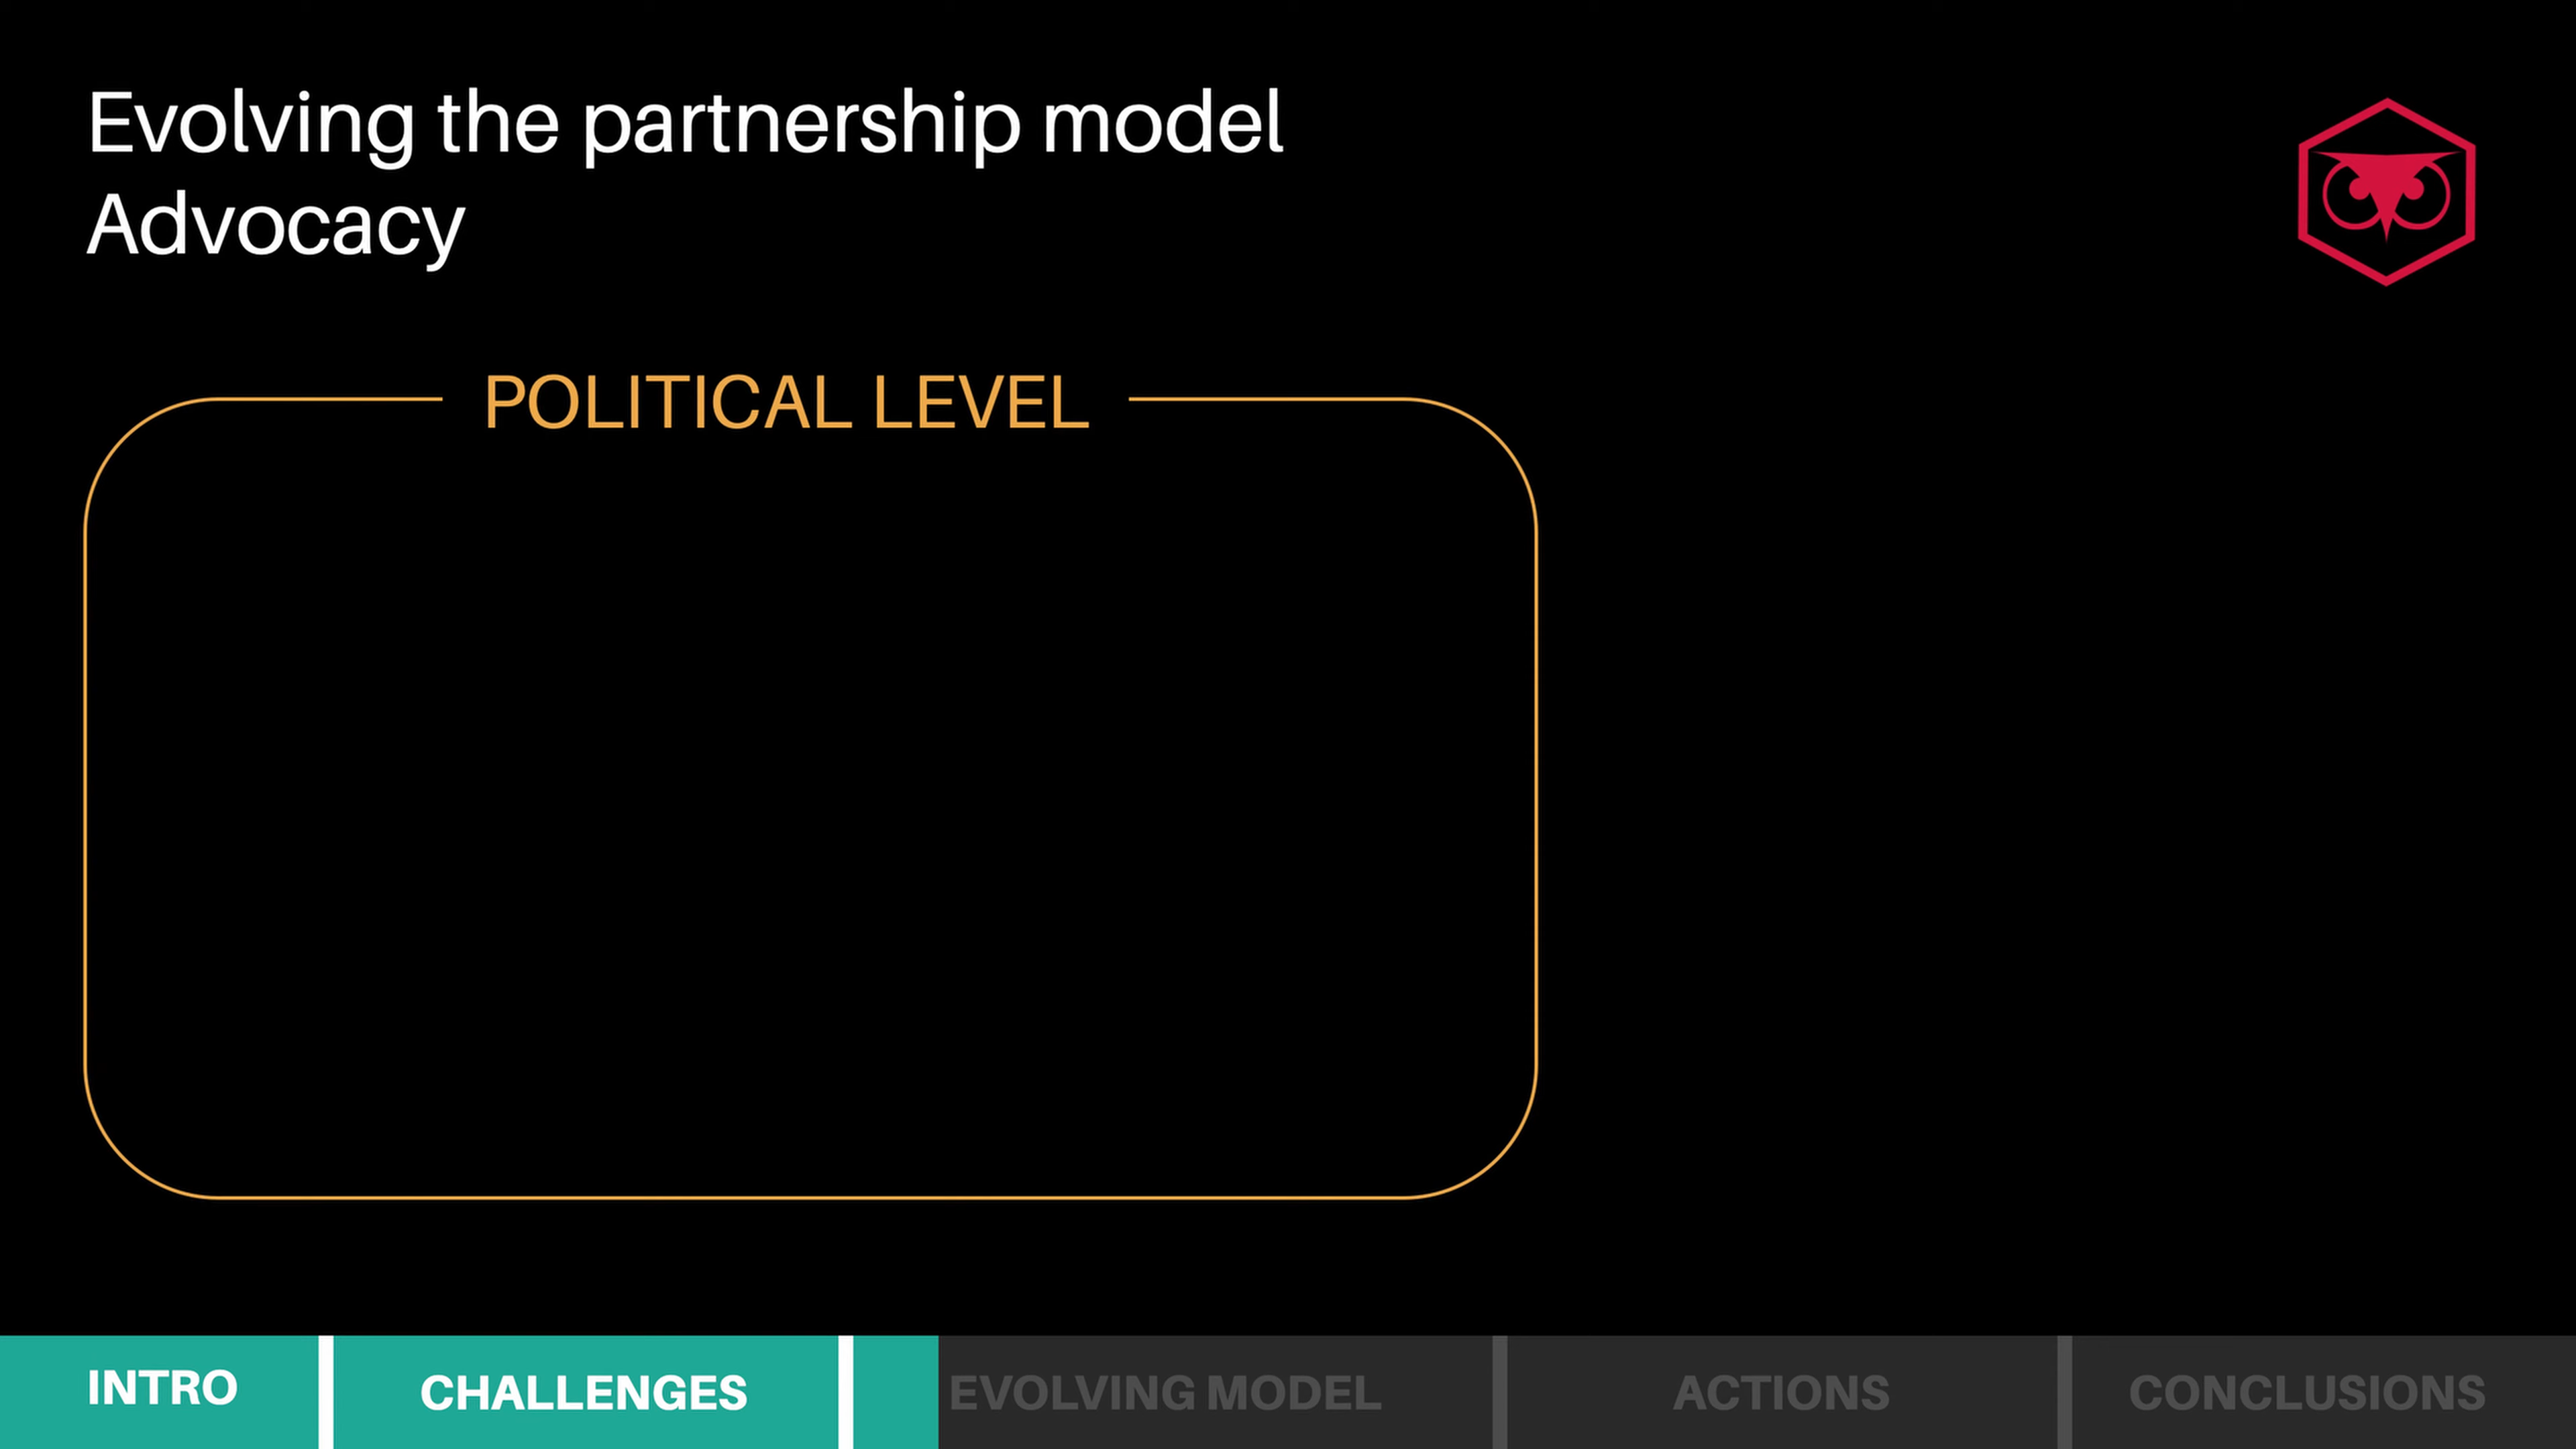 Evolving the partnership model
Advocacy
POLITICAL LEVEL
INTRO
CHALLENGES
EVOLVING MODEL
ACTIONS
CONCLUSIONS